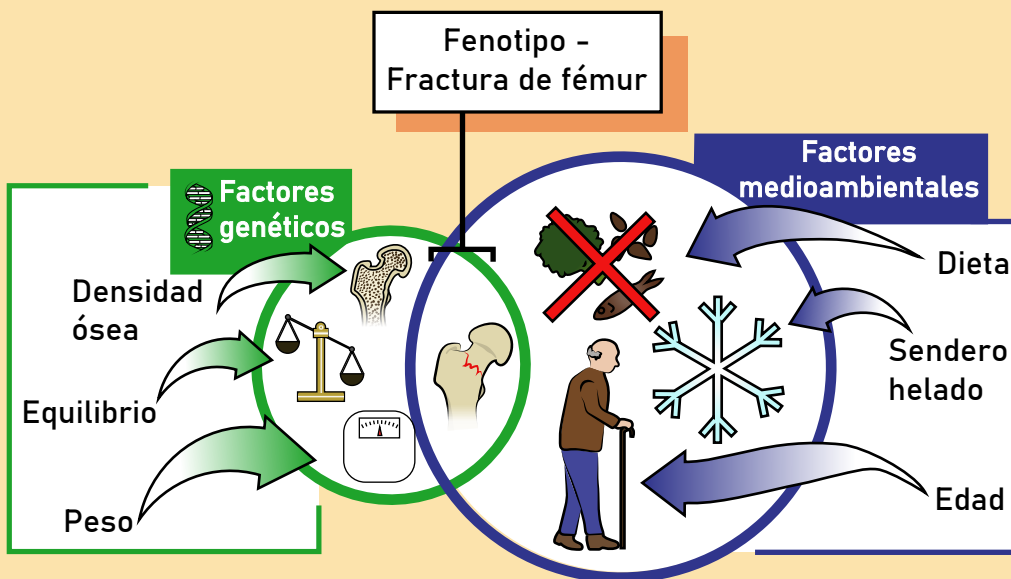 Fenotipo -
Fractura de fémur
Factores
genéticos
Densidad
ósea
Equilibrio
Peso
Factores
medioambientales
Dieta
Sendero
helado
Edad